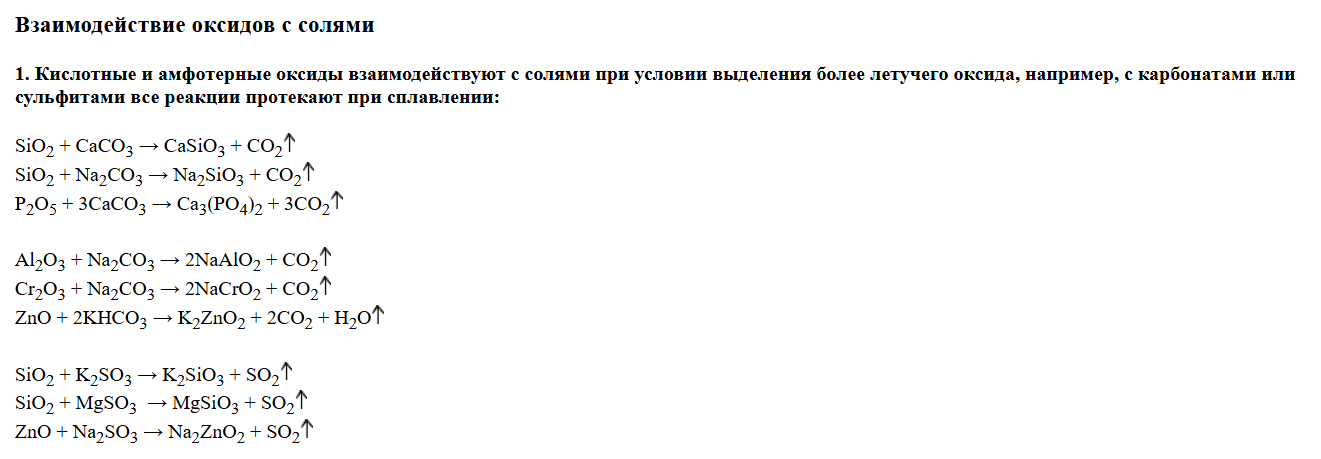 Взаимодействие оксидов с солями
1. Кислотные и амфотерные оксиды взаимодействуют с солями при условии выделения более летучего оксида, например, с карбонатами или
сульфитами все реакции протекают при сплавлении:
SiO₂ + CaCO₃ → CaSiO₃ + CO₂↑
SiO₂ + Na₂CO₃ → Na₂SiO₃ + CO₂↑
P₂O₅ + 3CaCO₃ → Ca₃(PO₄)₂ + 3CO₂↑
Al₂O₃ + Na₂CO₃ → 2NaAlO₂ + CO₂↑
Cr₂O₃ + Na₂CO₃ → 2NaCrO₂ + CO₂↑
ZnO + 2KHCO₃ → K₂ZnO₂ + 2CO₂ + H₂O↑
SiO₂ + K₂SO₃ → K₂SiO₃ + SO₂↑
SiO₂ + MgSO₃ → MgSiO₃ + SO₂↑
ZnO + Na₂SO₃ → Na₂ZnO₂ + SO₂↑